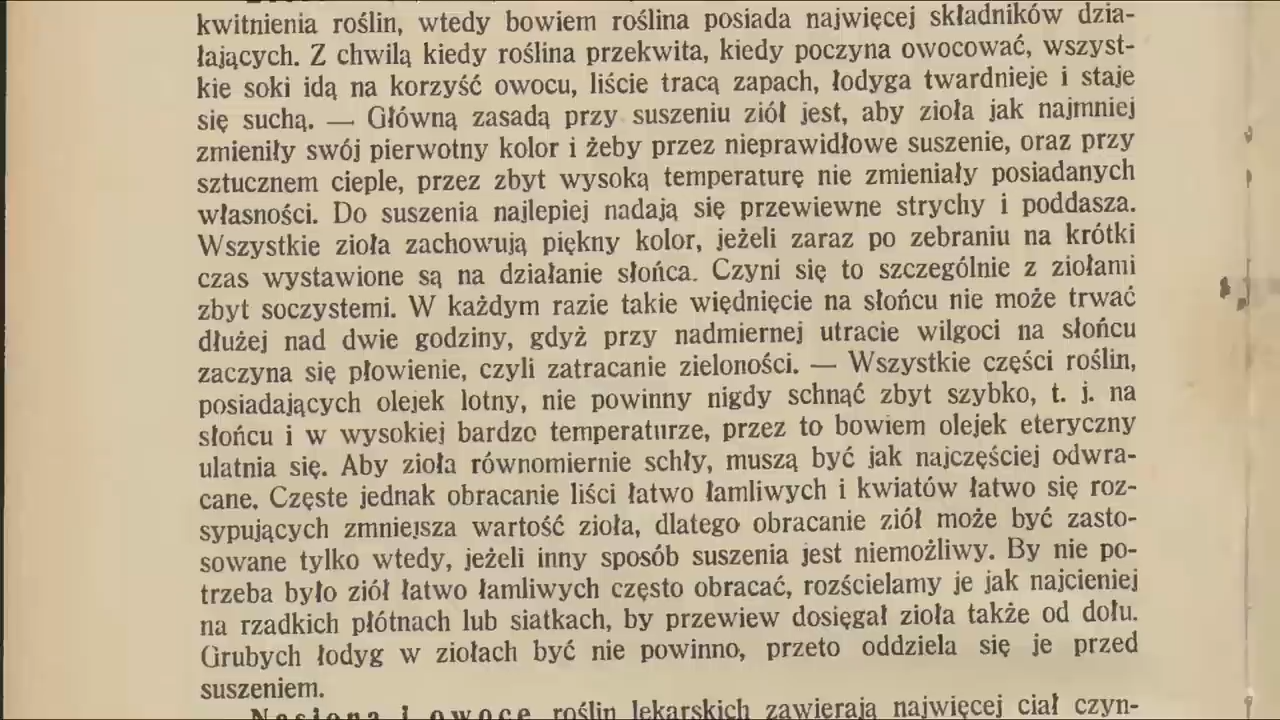 kwitnienia roślin, wtedy bowiem roślina posiada najwięcej składników dzia-
łających. Z chwilą kiedy roślina przekwita, kiedy poczyna owocować, wszyst-
kie soki idą na korzyść owocu, liście tracą zapach, łodyga twardnieje i staje
się suchą. — Główną zasadą przy suszeniu ziół jest, aby zioła jak najmniej
zmieniły swój pierwotny kolor i żeby przez nieprawidłowe suszenie, oraz przy
sztucznem cieple, przez zbyt wysoką temperaturę nie zmieniały posiadanych
własności. Do suszenia najlepiej nadają się przewiewne strychy i poddasza.
Wszystkie zioła zachowują piękny kolor, jeżeli zaraz po zebraniu na krótki
czas wystawione są na działanie słońca. Czyni się to szczególnie z ziołami
zbyt soczystemi. W każdym razie takie więdnięcie na słońcu nie może trwać
dłużej nad dwie godziny, gdyż przy nadmiernej utracie wilgoci na słońcu
zaczyna się płowienie, czyli zatracanie zieloności. — Wszystkie części roślin,
posiadających olejek lotny, nie powinny nigdy schnąć zbyt szybko, t. j. na
słońcu i w wysokiej bardzo temperaturze, przez to bowiem olejek eteryczny
ulatnia się. Aby zioła równomiernie schły, muszą być jak najczęściej odwra-
cane. Częste jednak obracanie liści łatwo łamliwych i kwiatów łatwo się roz-
sypujących zmniejsza wartość zioła, dlatego obracanie ziół może być zasto-
sowane tylko wtedy, jeżeli inny sposób suszenia jest niemożliwy. By nie po-
trzeba było ziół łatwo łamliwych często obracać, rozścielamy je jak najcieniej
na rzadkich płótnach lub siatkach, by przewiew dosięgał zioła także od dołu.
Grubych łodyg w ziołach być nie powinno, przeto oddziela się je przed
suszeniem.
Nasiona i owoce roślin lekarskich zawierają najwięcej ciał czyn-